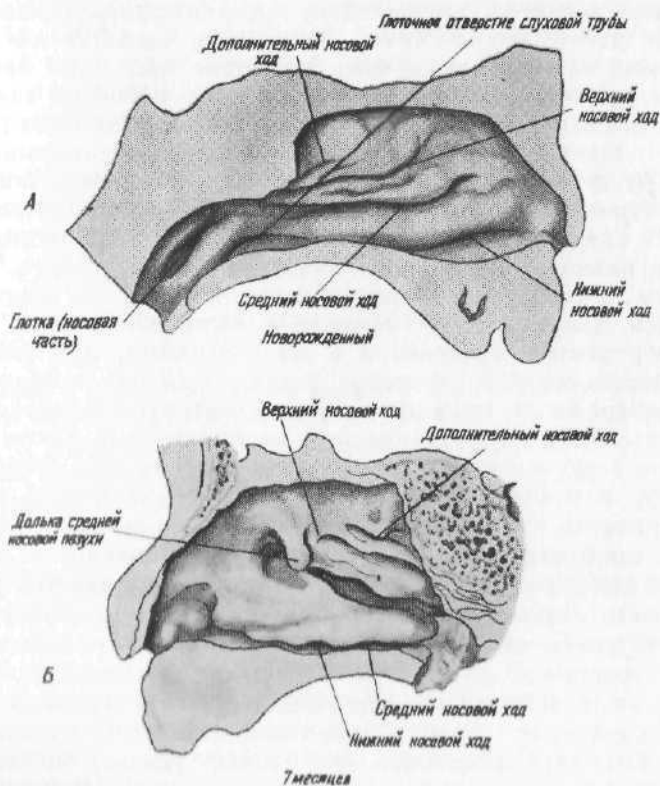 Глоточное отверстие слуховой трубы
Дополнительный носовой
ход
Верхний
носовой ход
А
Средний носовой ход
Нижний
носовой ход
Глотка (носовая
часть)
Новорожденный
Верхний носовой ход
Дополнительный носовой ход
Долька средней
носовой пазухи
Б
Средний носовой ход
Нижний носовой ход
7 месяцев